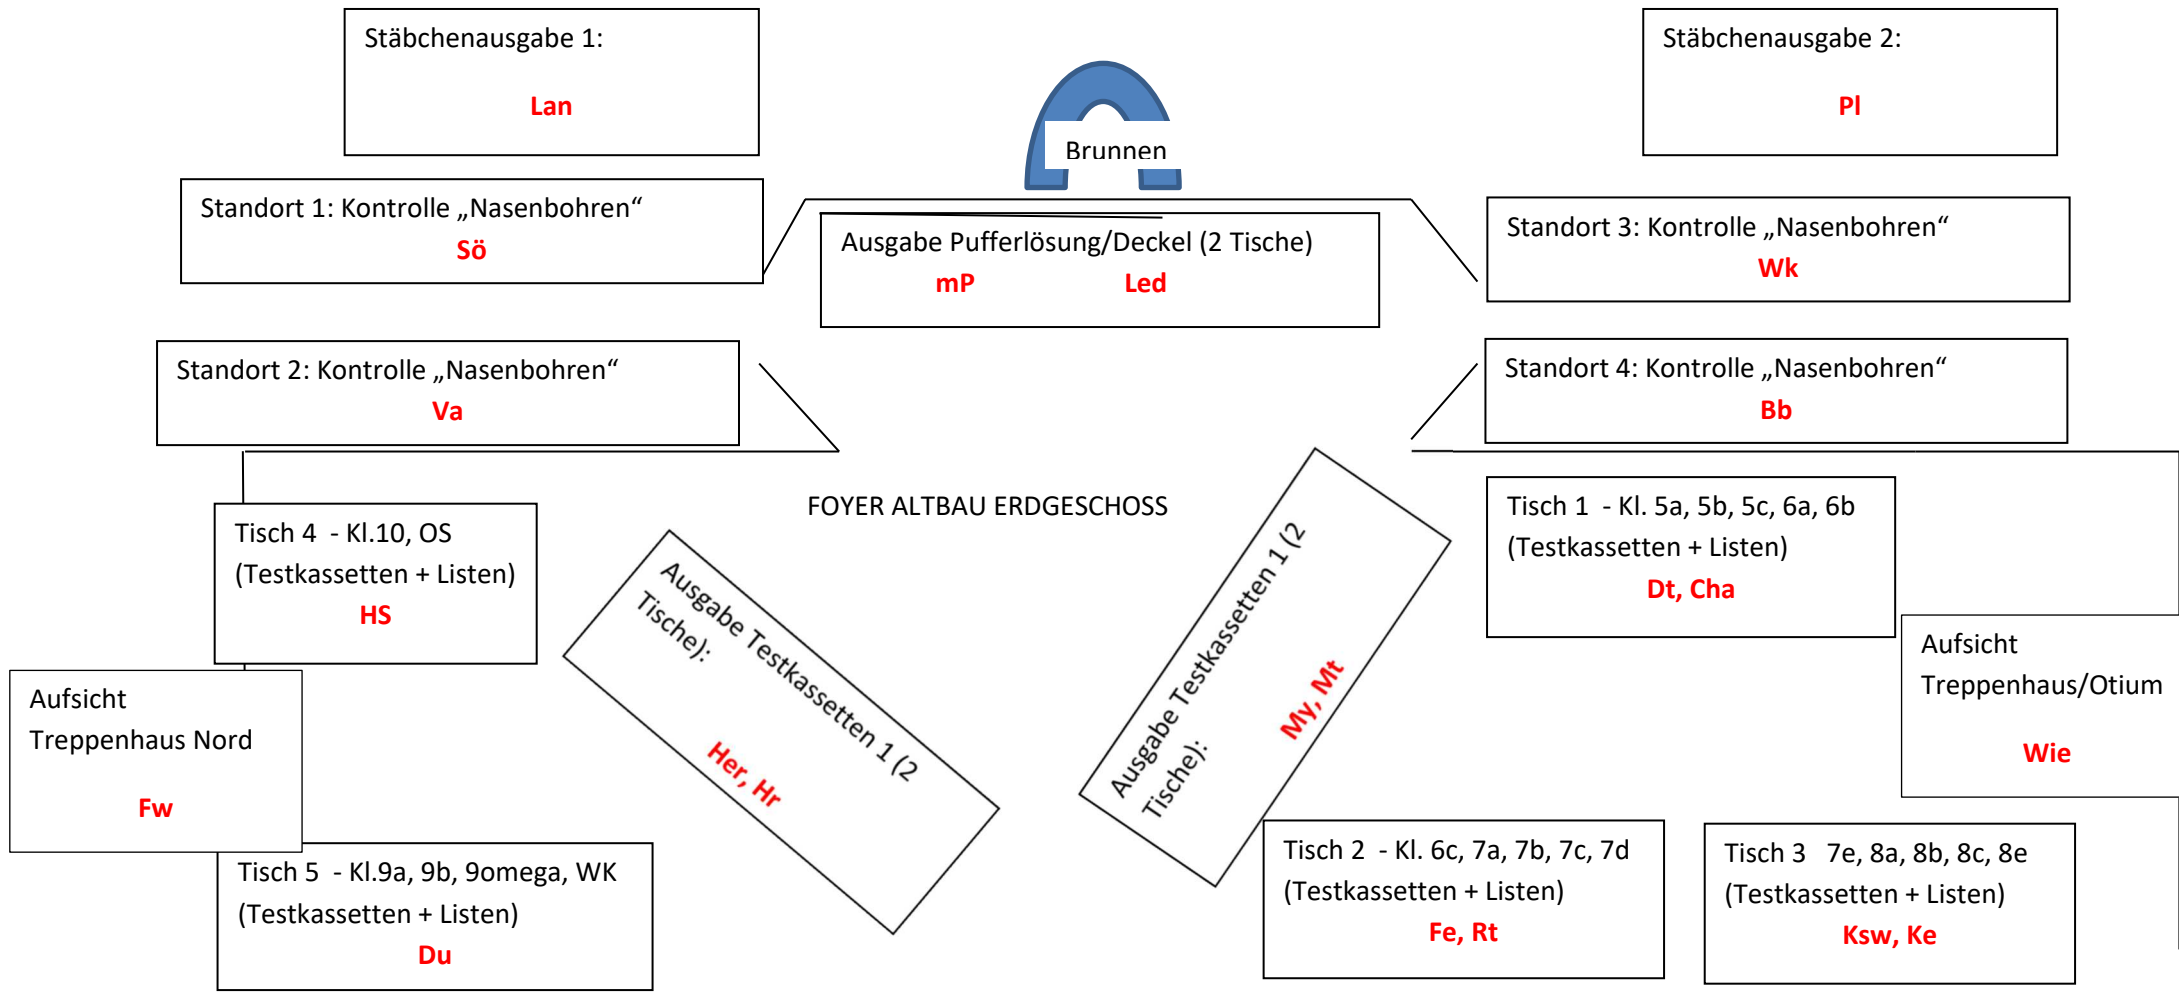 Stäbchenausgabe 1:
Lan
Brunnen
Stäbchenausgabe 2:
Pl
Standort 1: Kontrolle „Nasenbohren“
Sö
Ausgabe Pufferlösung/Deckel (2 Tische)
mP Led
Standort 3: Kontrolle „Nasenbohren“
Wk
Standort 2: Kontrolle „Nasenbohren“
Va
Standort 4: Kontrolle „Nasenbohren“
Bb
FOYER ALTBAU ERDGESCHOSS
Tisch 4 - Kl.10, OS
(Testkassetten + Listen)
HS
Ausgabe Testkassetten 1 (2
Tische):
Her, Hr
Ausgabe Testkassetten 1 (2
Tische):
My, Mt
Tisch 1 - Kl. 5a, 5b, 5c, 6a, 6b
(Testkassetten + Listen)
Dt, Cha
Aufsicht
Treppenhaus Nord
Fw
Aufsicht
Treppenhaus/Otium
Wie
Tisch 5 - Kl.9a, 9b, 9omega, WK
(Testkassetten + Listen)
Du
Tisch 2 - Kl. 6c, 7a, 7b, 7c, 7d
(Testkassetten + Listen)
Fe, Rt
Tisch 3 7e, 8a, 8b, 8c, 8e
(Testkassetten + Listen)
Ksw, Ke